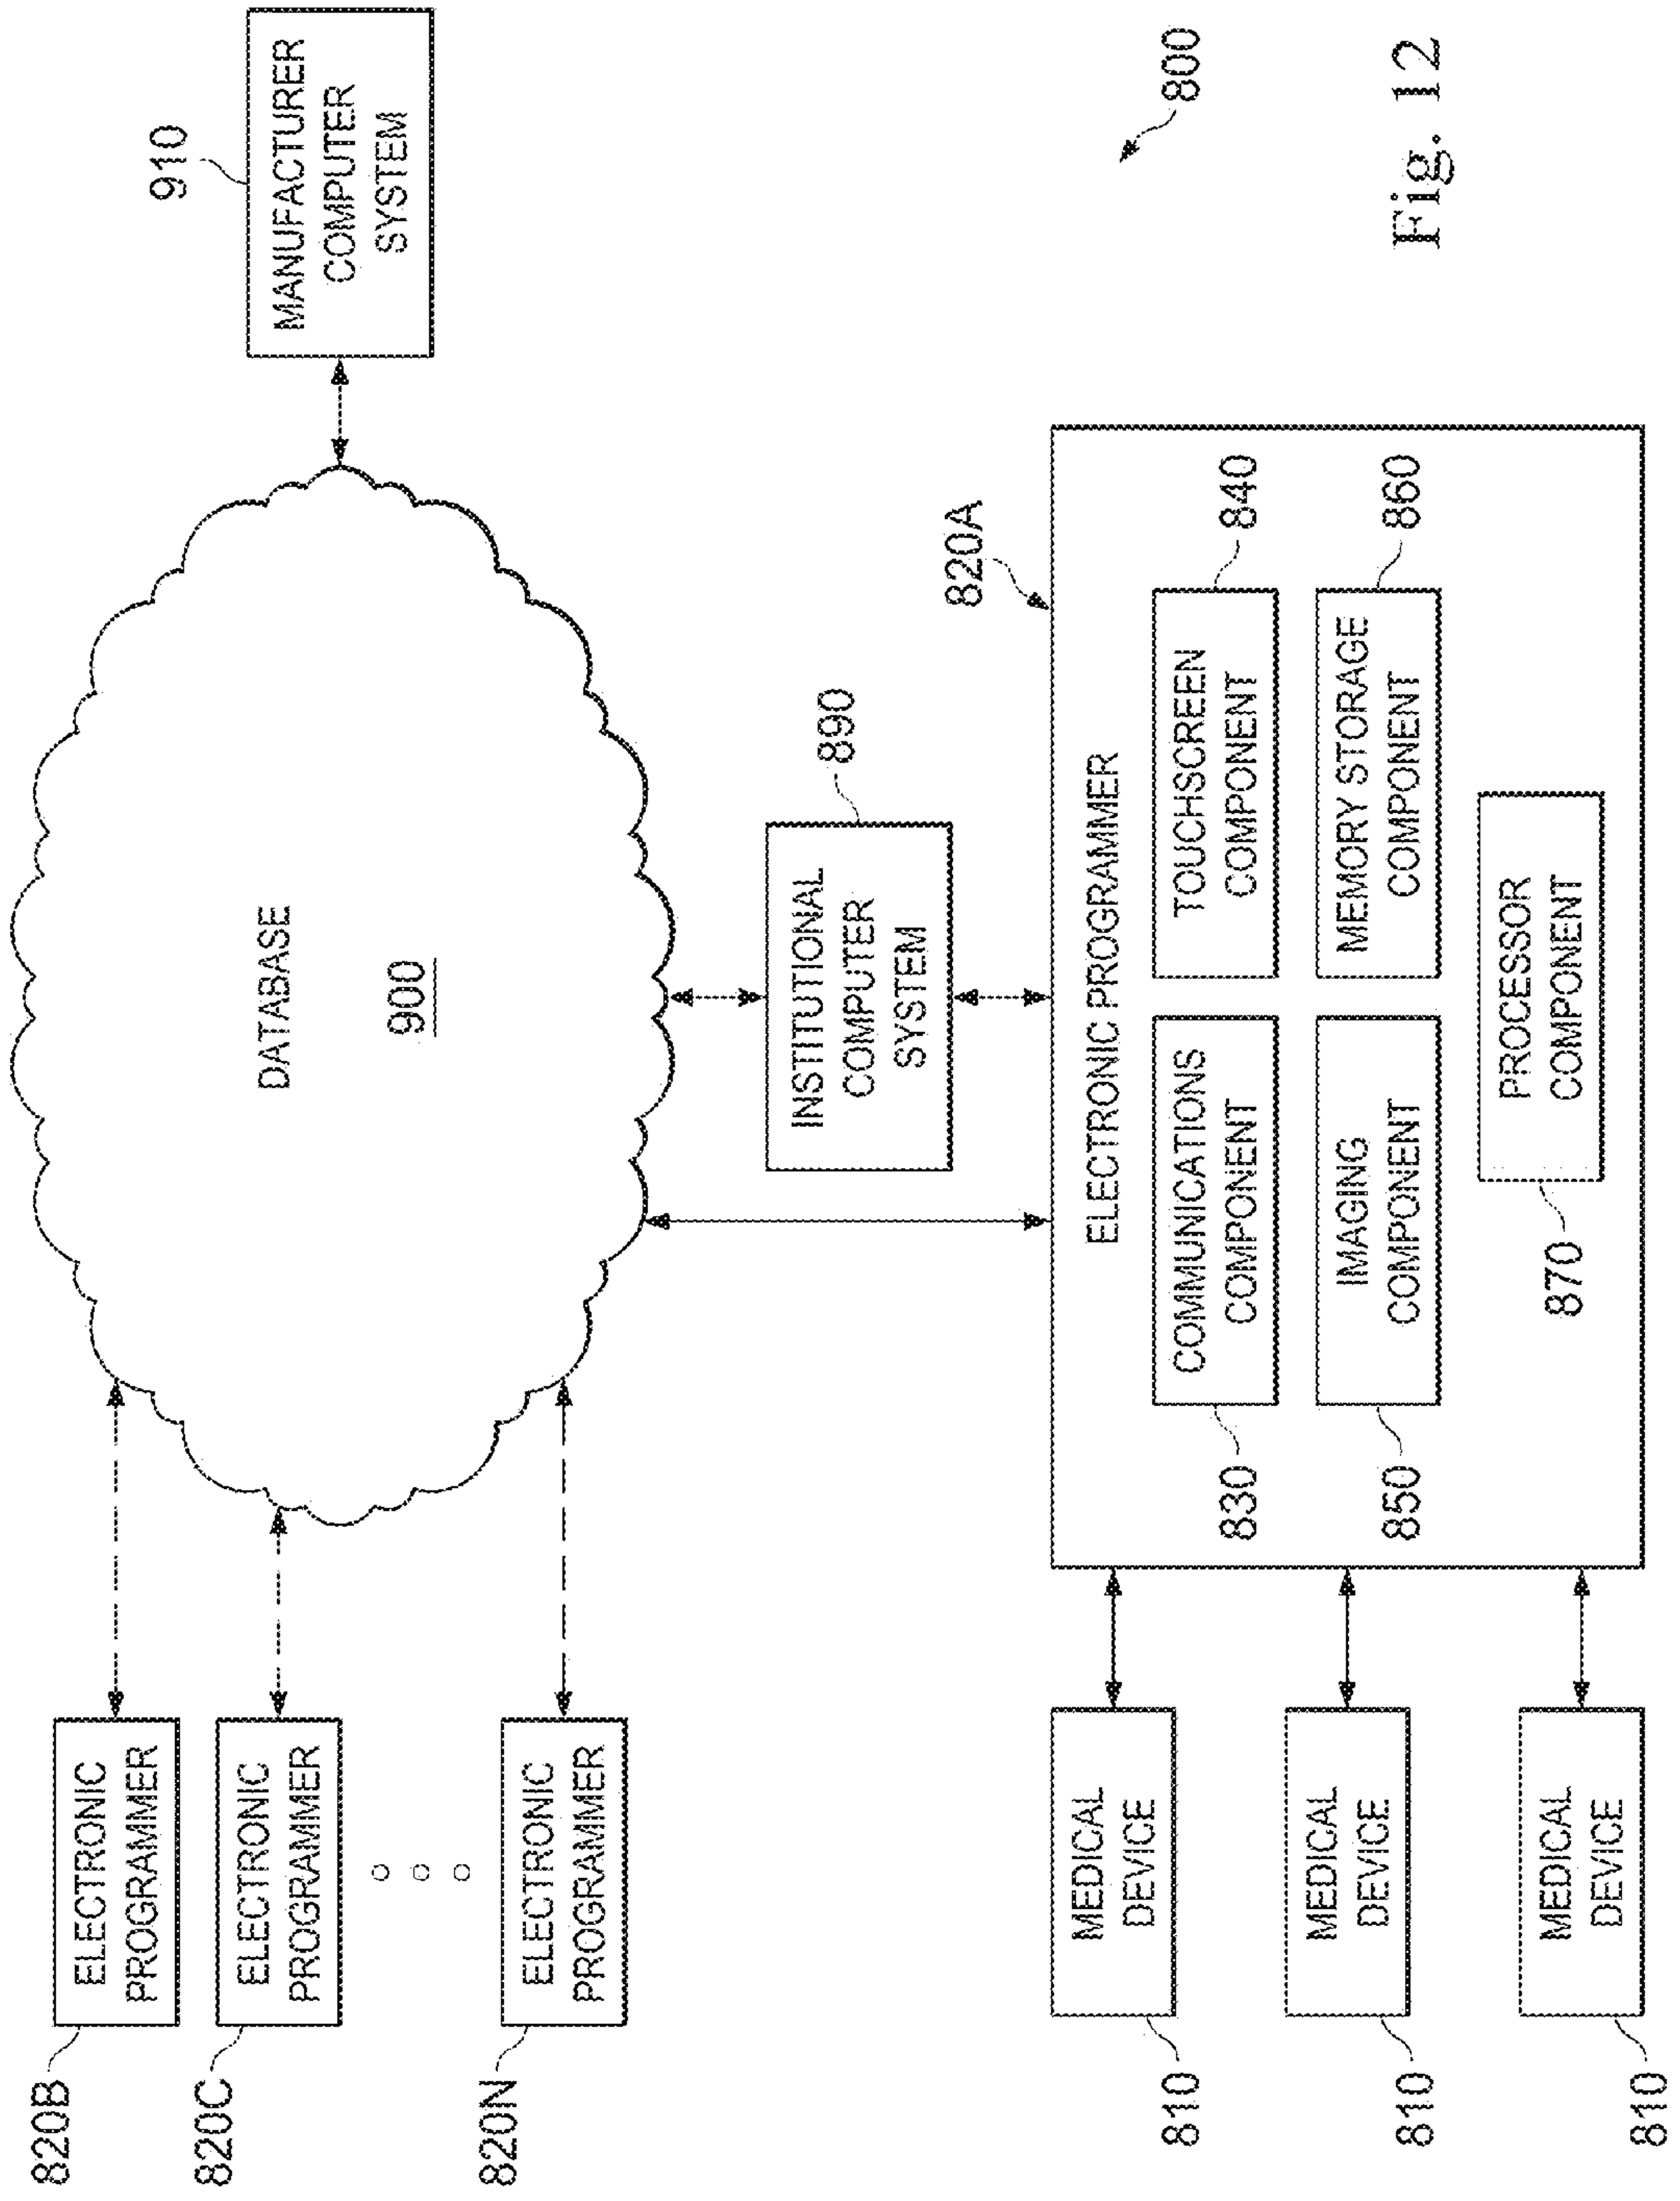 820B
ELECTRONIC
PROGRAMMER
820C
ELECTRONIC
PROGRAMMER
820N
ELECTRONIC
PROGRAMMER
DATABASE
900
910
MANUFACTURER
COMPUTER
SYSTEM
INSTITUTIONAL
COMPUTER
SYSTEM
890
820A
ELECTRONIC PROGRAMMER
830
COMMUNICATIONS
COMPONENT
TOUCHSCREEN
COMPONENT
840
850
IMAGING
COMPONENT
MEMORY STORAGE
COMPONENT
860
870
PROCESSOR
COMPONENT
810
MEDICAL
DEVICE
810
MEDICAL
DEVICE
810
MEDICAL
DEVICE
800
Fig. 12